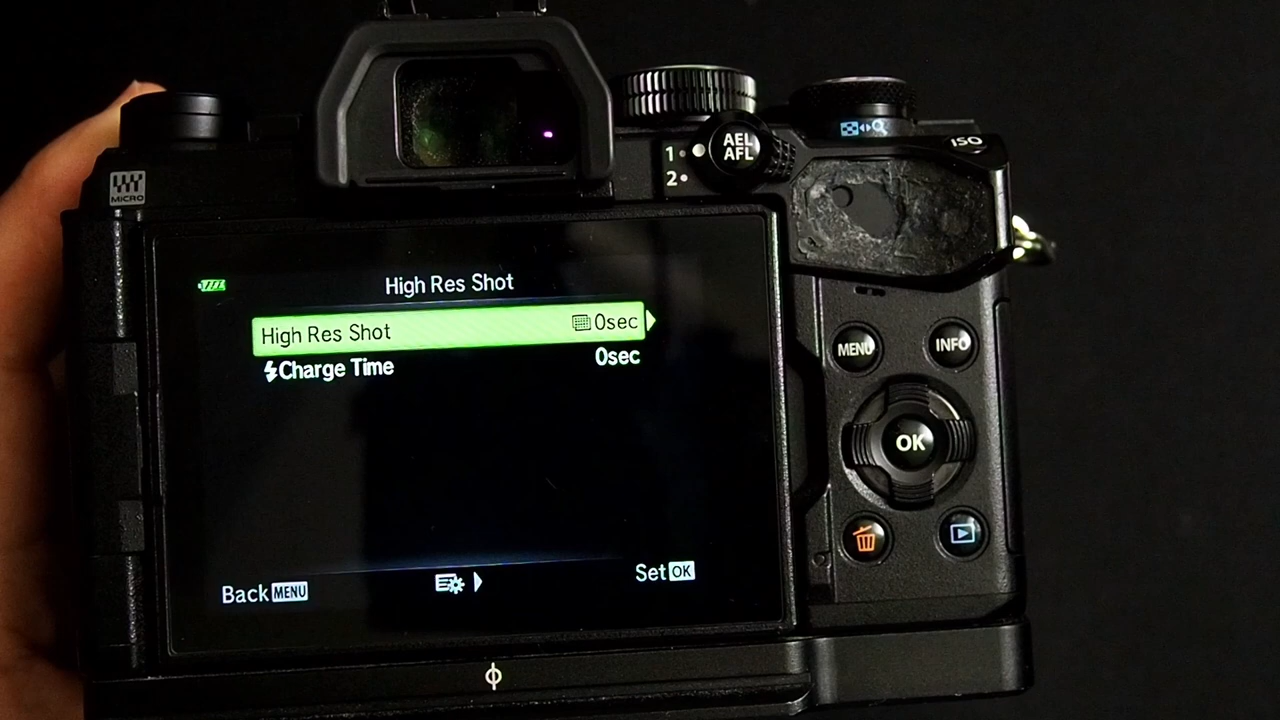 AEL
AFL
1
2
ISO
MICRO
High Res Shot
High Res Shot 0sec
Charge Time 0sec
Back MENU
Set OK
MENU
INFO
OK